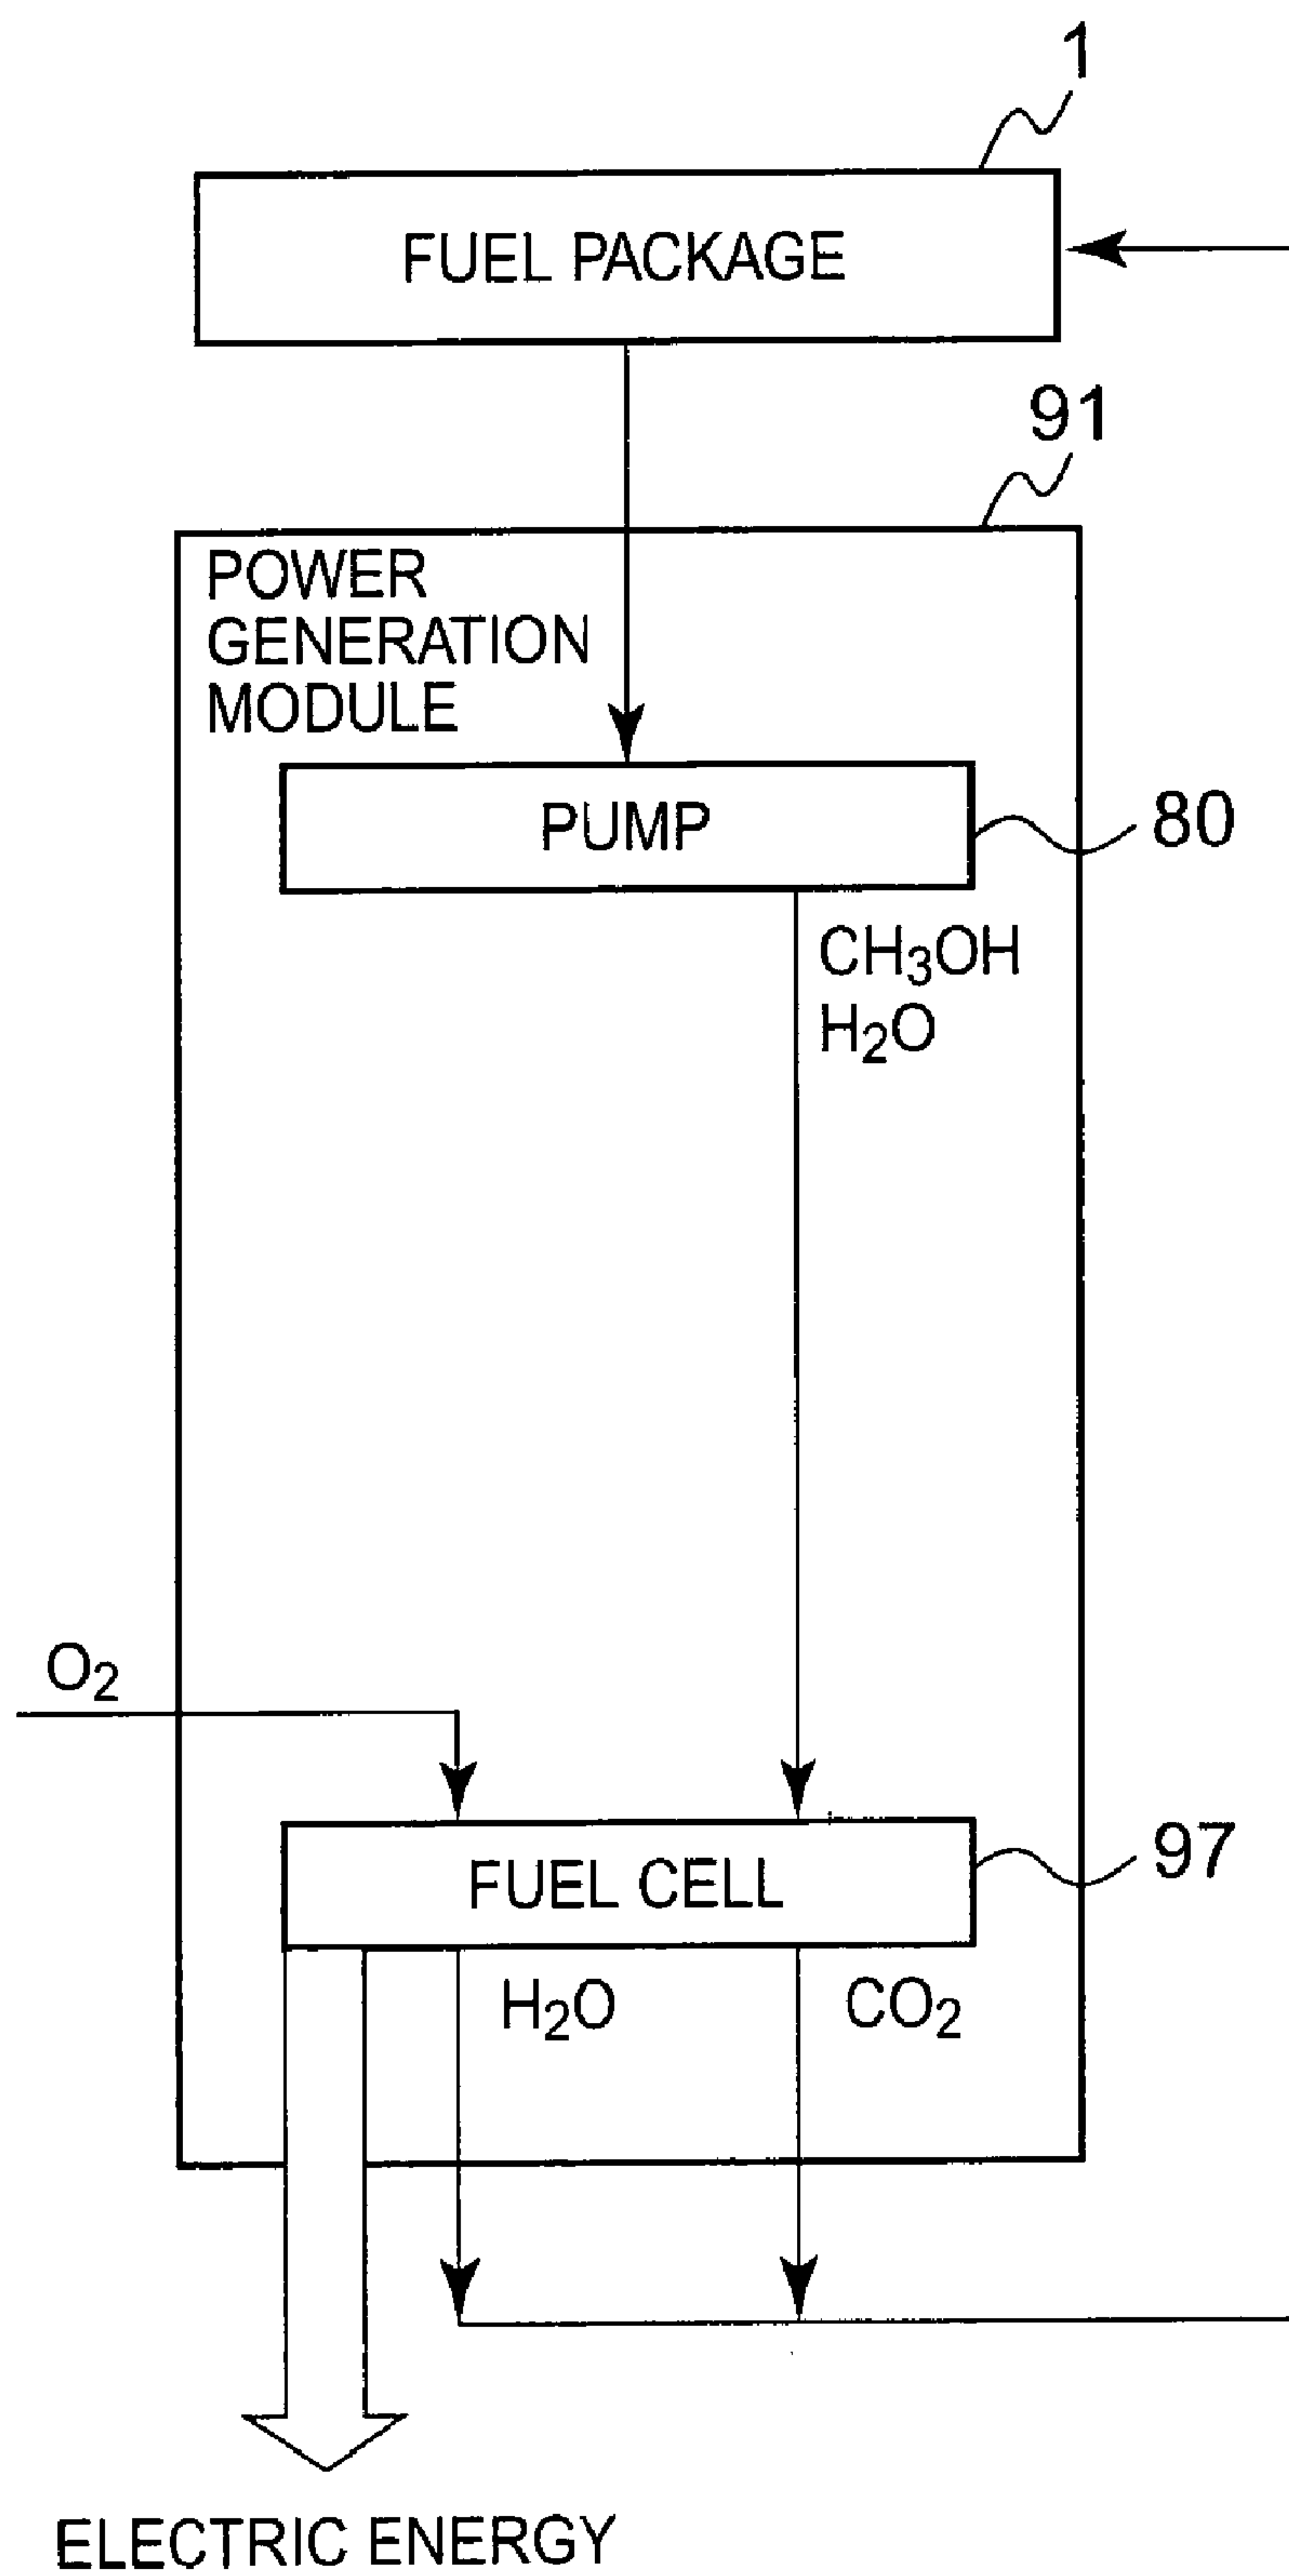 1
FUEL PACKAGE
91
POWER
GENERATION
MODULE
PUMP
80
CH₃OH
H₂O
O₂
FUEL CELL
97
H₂O
CO₂
ELECTRIC ENERGY